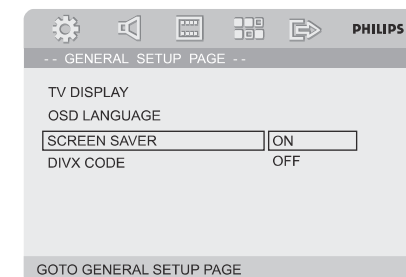 PHILIPS
-- GENERAL SETUP PAGE --
TV DISPLAY
OSD LANGUAGE
SCREEN SAVER ON
DIVX CODE OFF
GOTO GENERAL SETUP PAGE